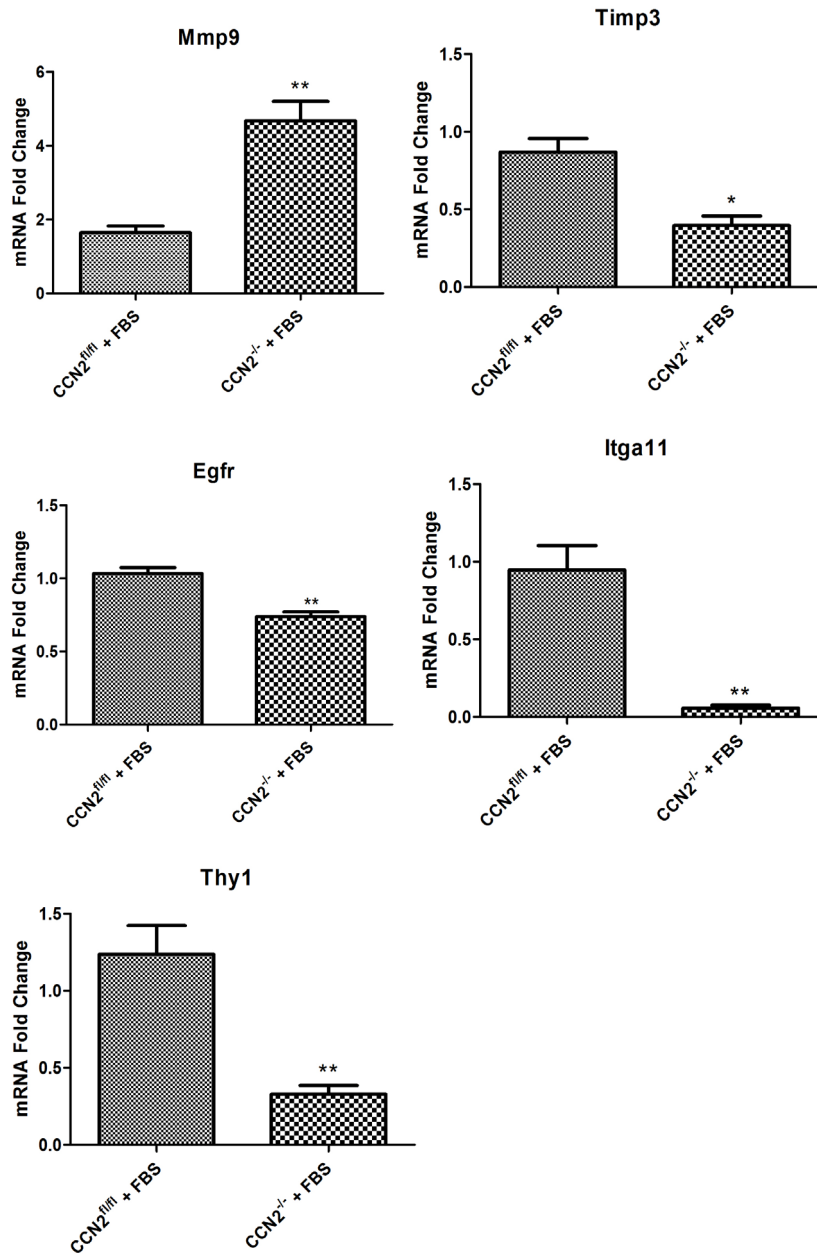 Mmp9
mRNA Fold Change
6
4
2
0
**
CCN2fl/fl + FBS
CCN2-/- + FBS
Timp3
mRNA Fold Change
1.5
1.0
0.5
0.0
*
CCN2fl/fl + FBS
CCN2-/- + FBS
Egfr
mRNA Fold Change
1.5
1.0
0.5
0.0
**
CCN2fl/fl + FBS
CCN2-/- + FBS
Itga11
mRNA Fold Change
1.5
1.0
0.5
0.0
**
CCN2fl/fl + FBS
CCN2-/- + FBS
Thy1
mRNA Fold Change
1.5
1.0
0.5
0.0
**
CCN2fl/fl + FBS
CCN2-/- + FBS